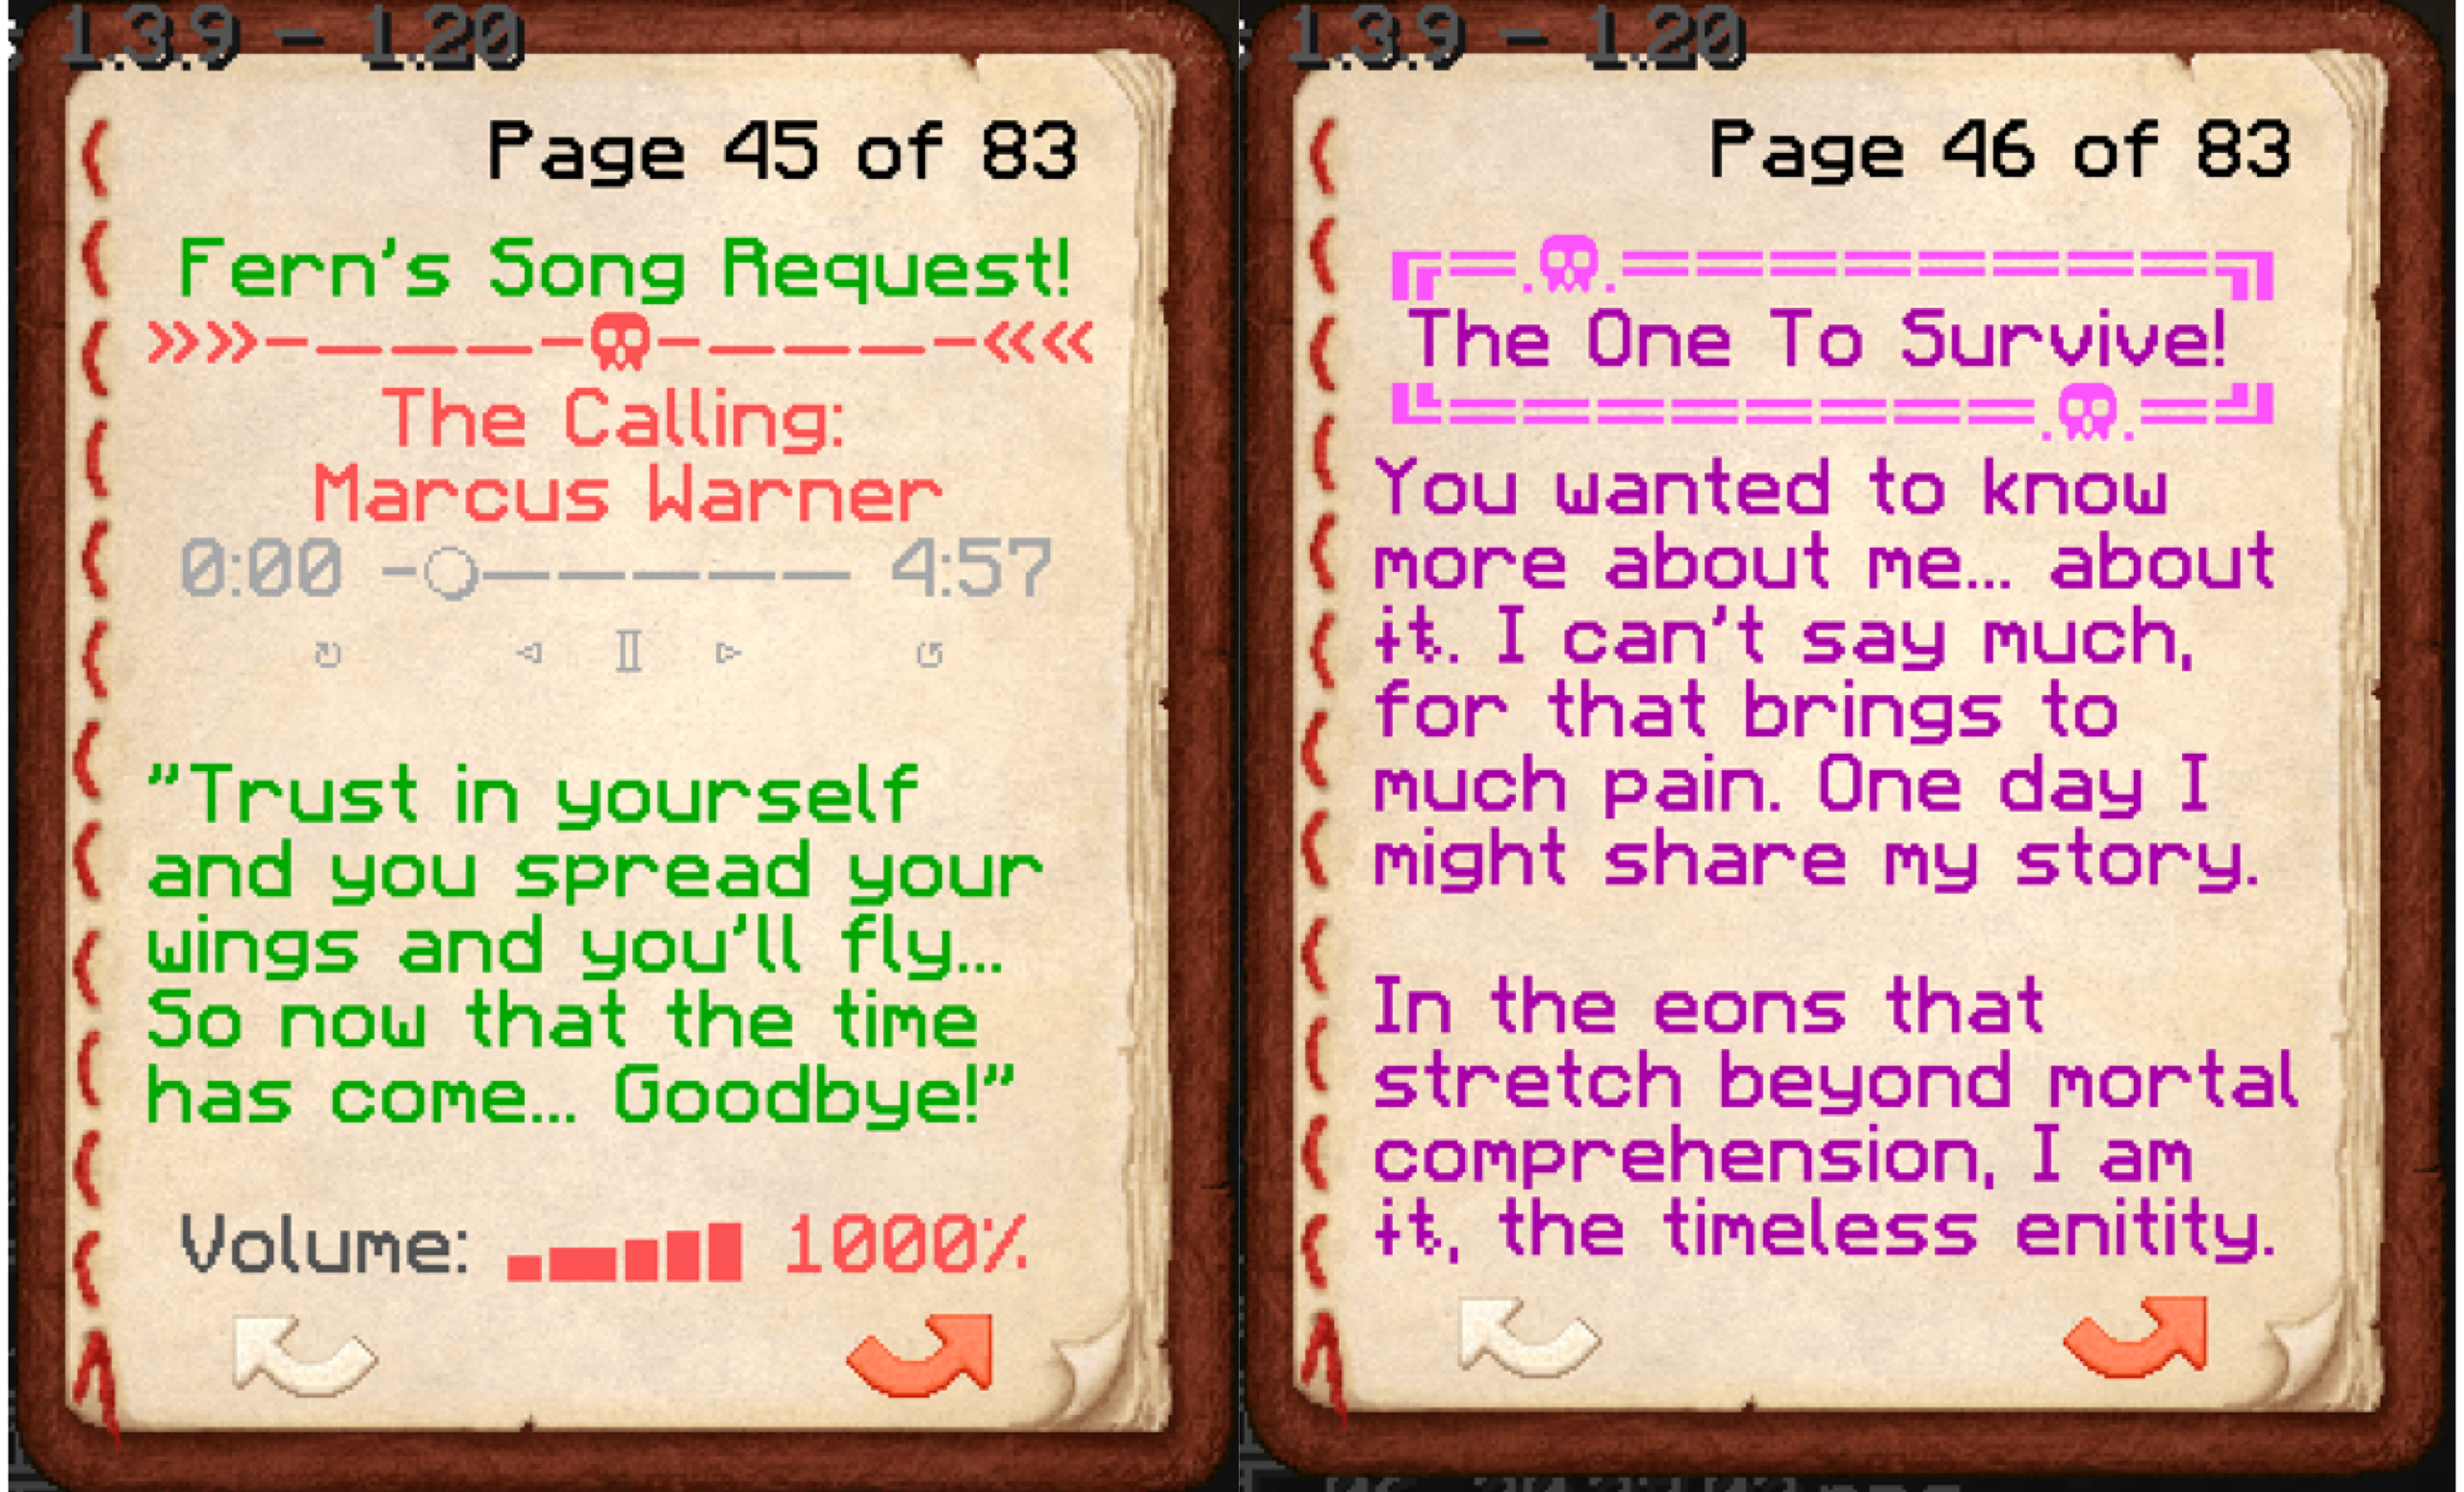 1.3.9 - 1.20
Page 45 of 83
Fern's Song Request!
»»»-————-☠-————-«««
The Calling:
Marcus Warner
0:00 -○————— 4:57
↻ ◅ II ▻ ↺
"Trust in yourself
and you spread your
wings and you'll fly...
So now that the time
has come... Goodbye!"
Volume: ▂▃▄▅▆ 1000%
1.3.9 - 1.20
Page 46 of 83
╔══.☠.═════════╗
The One To Survive!
╚═════════.☠.══╝
You wanted to know
more about me... about
it. I can't say much,
for that brings to
much pain. One day I
might share my story.
In the eons that
stretch beyond mortal
comprehension, I am
it, the timeless enitity.